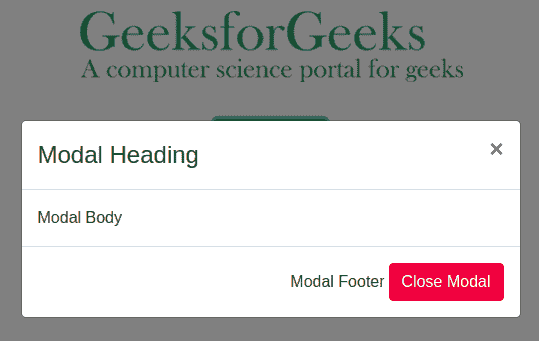 GeeksforGeeks
A computer science portal for geeks
Modal Heading ×
Modal Body
Modal Footer Close Modal